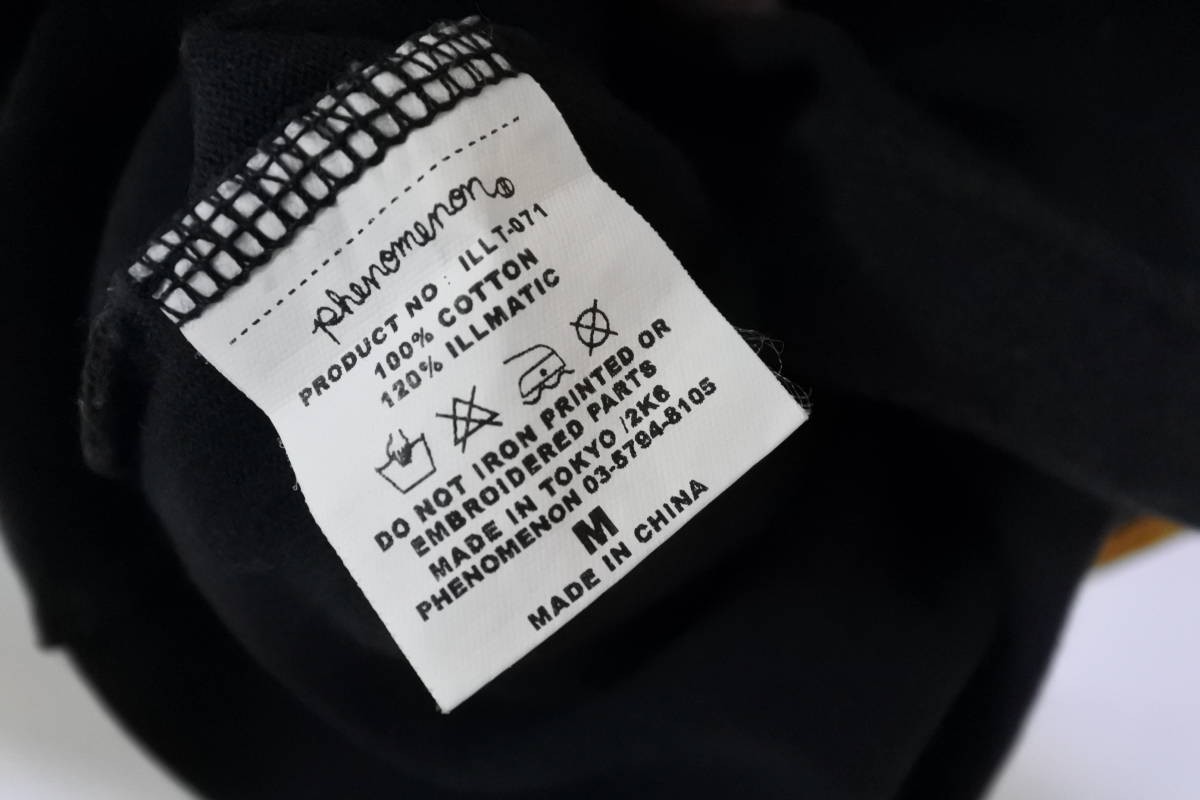 phenomenon®
PRODUCT NO : ILLT-071
100% COTTON
120% ILLMATIC
DO NOT IRON PRINTED OR
EMBROIDERED PARTS
MADE IN TOKYO /2K6
PHENOMENON 03-5794-8105
M
MADE IN CHINA